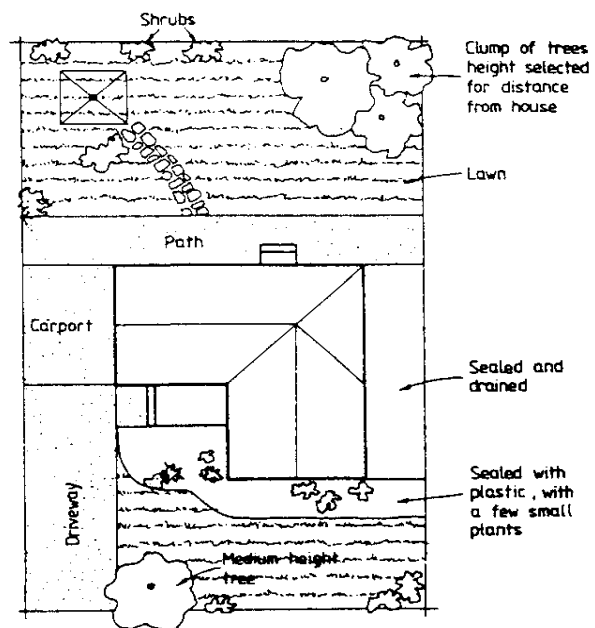 Shrubs
Clump of trees
height selected
for distance
from house
Lawn
Path
Carport
Sealed and
drained
Sealed with
plastic, with
a few small
plants
Driveway
Medium height
tree